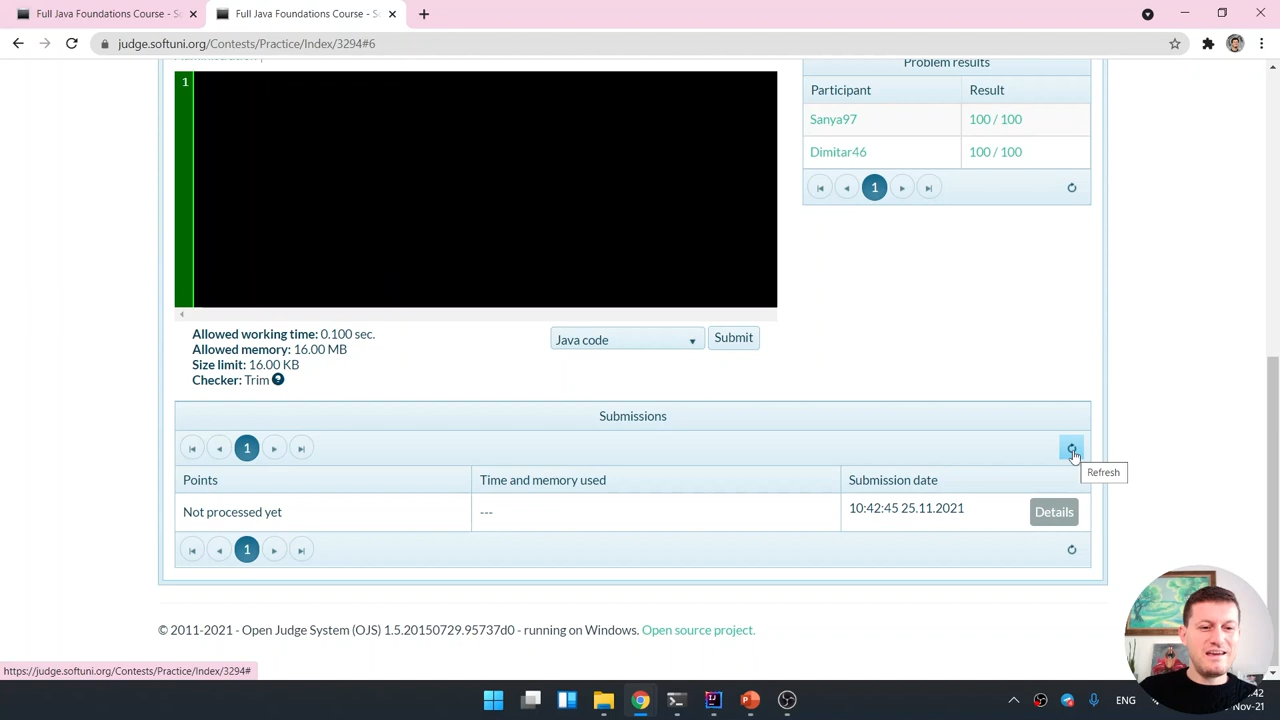 Full Java Foundations Course - S
Full Java Foundations Course - S
judge.softuni.org/Contests/Practice/Index/3294#6
Problem results
1
Participant
Result
Sanya97
100 / 100
Dimitar46
100 / 100
1
Allowed working time: 0.100 sec.
Allowed memory: 16.00 MB
Size limit: 16.00 KB
Checker: Trim
Java code
Submit
Submissions
1
Refresh
Points
Time and memory used
Submission date
Not processed yet
---
10:42:45 25.11.2021
Details
1
© 2011-2021 - Open Judge System (OJS) 1.5.20150729.95737d0 - running on Windows. Open source project.
https://judge.softuni.org/Contests/Practice/Index/3294#
ENG